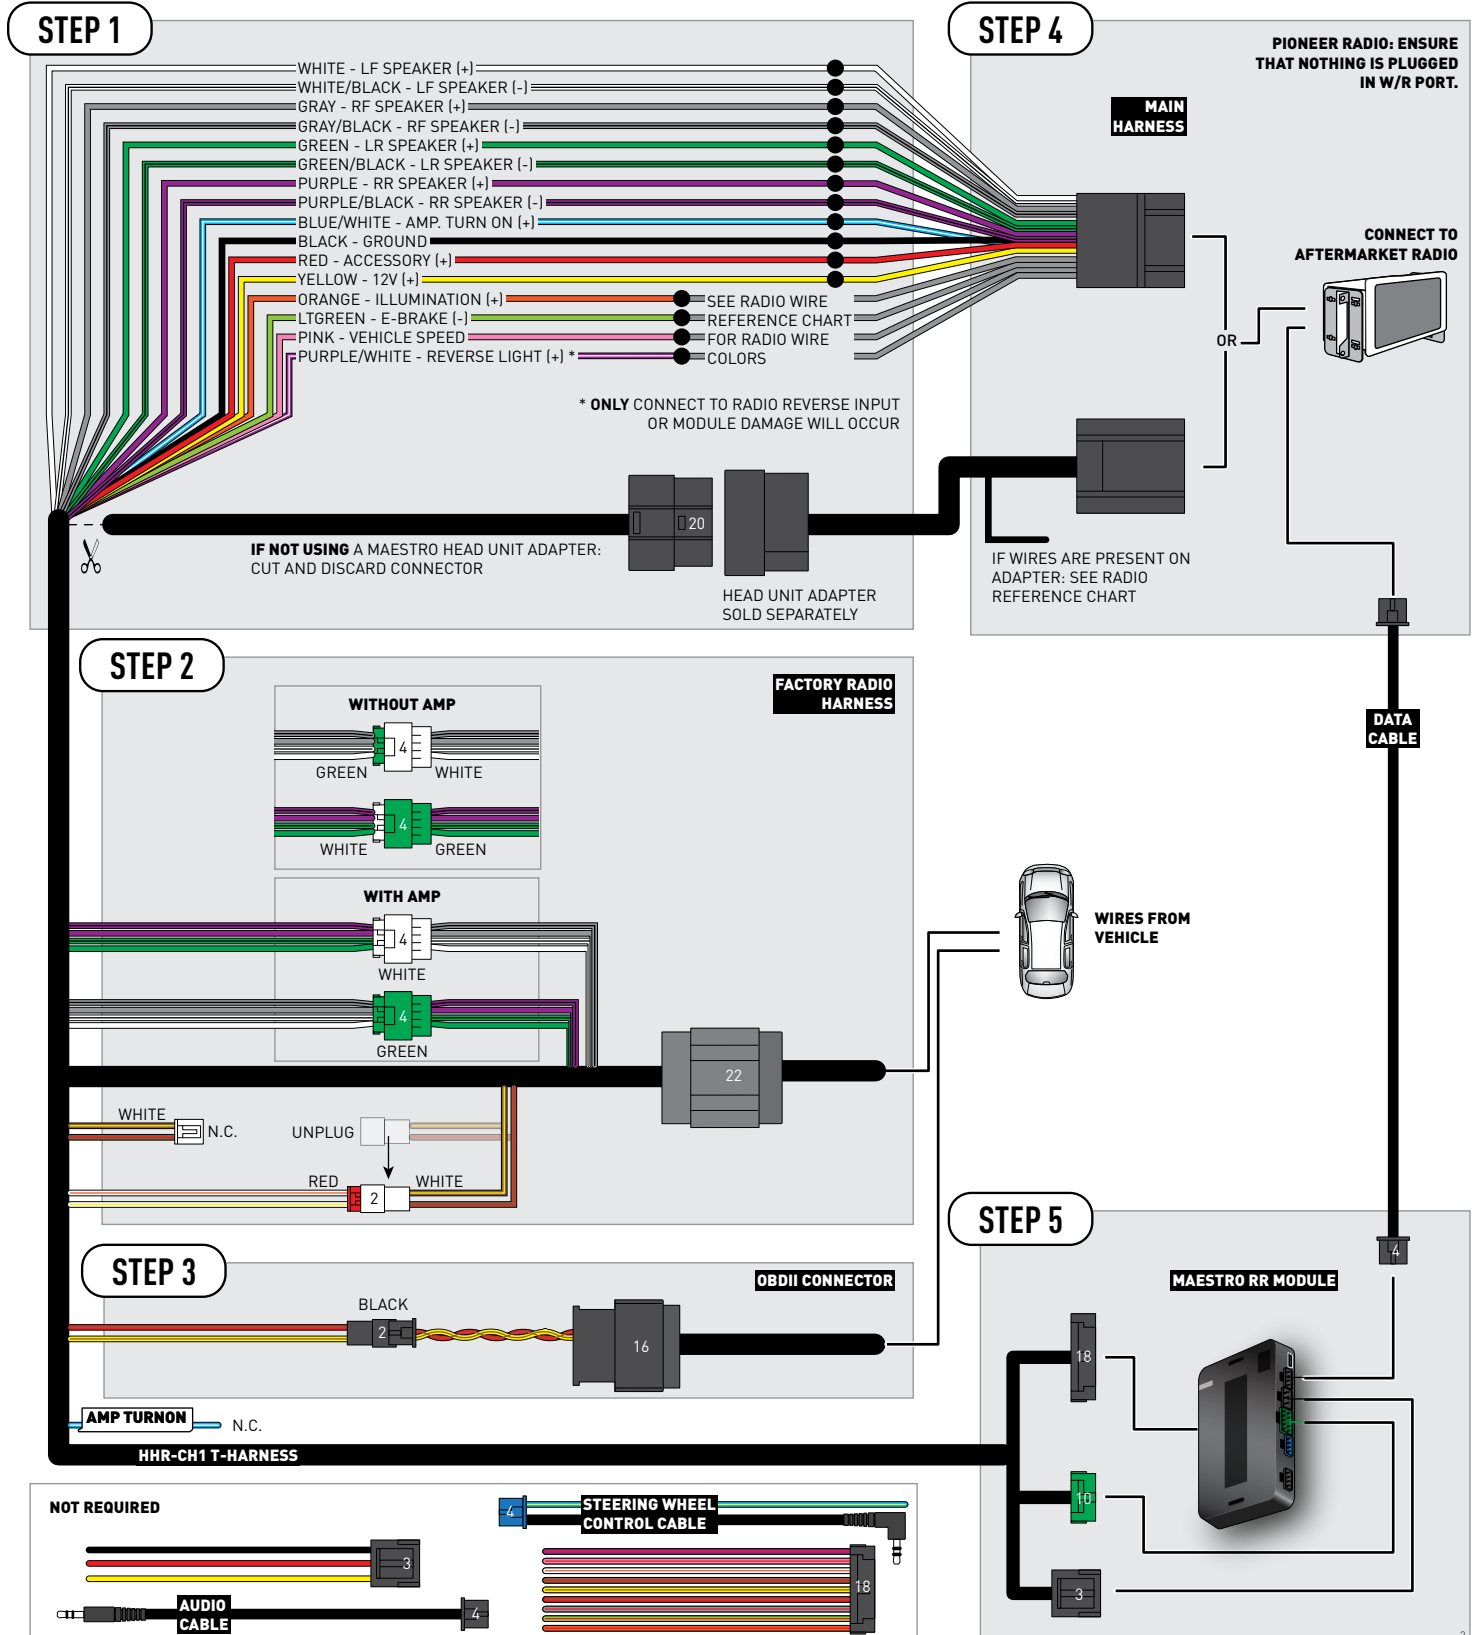 STEP 1
WHITE - LF SPEAKER (+)
WHITE/BLACK - LF SPEAKER (-)
GRAY - RF SPEAKER (+)
GRAY/BLACK - RF SPEAKER (-)
GREEN - LR SPEAKER (+)
GREEN/BLACK - LR SPEAKER (-)
PURPLE - RR SPEAKER (+)
PURPLE/BLACK - RR SPEAKER (-)
BLUE/WHITE - AMP. TURN ON (+)
BLACK - GROUND
RED - ACCESSORY (+)
YELLOW - 12V (+)
ORANGE - ILLUMINATION (+)
LTGREEN - E-BRAKE (-)
PINK - VEHICLE SPEED
PURPLE/WHITE - REVERSE LIGHT (+) *
SEE RADIO WIRE
REFERENCE CHART
FOR RADIO WIRE
COLORS
* ONLY CONNECT TO RADIO REVERSE INPUT
OR MODULE DAMAGE WILL OCCUR
20
IF NOT USING A MAESTRO HEAD UNIT ADAPTER:
CUT AND DISCARD CONNECTOR
HEAD UNIT ADAPTER
SOLD SEPARATELY
STEP 4
PIONEER RADIO: ENSURE
THAT NOTHING IS PLUGGED
IN W/R PORT.
MAIN
HARNESS
CONNECT TO
AFTERMARKET RADIO
OR
IF WIRES ARE PRESENT ON
ADAPTER: SEE RADIO
REFERENCE CHART
DATA
CABLE
STEP 2
FACTORY RADIO
HARNESS
WITHOUT AMP
4
GREEN
WHITE
4
WHITE
GREEN
WITH AMP
4
WHITE
4
GREEN
22
WIRES FROM
VEHICLE
WHITE
N.C.
UNPLUG
RED
WHITE
2
STEP 3
OBDII CONNECTOR
BLACK
2
16
AMP TURNON
N.C.
HHR-CH1 T-HARNESS
STEP 5
4
MAESTRO RR MODULE
18
10
3
NOT REQUIRED
3
AUDIO
CABLE
4
4
STEERING WHEEL
CONTROL CABLE
18